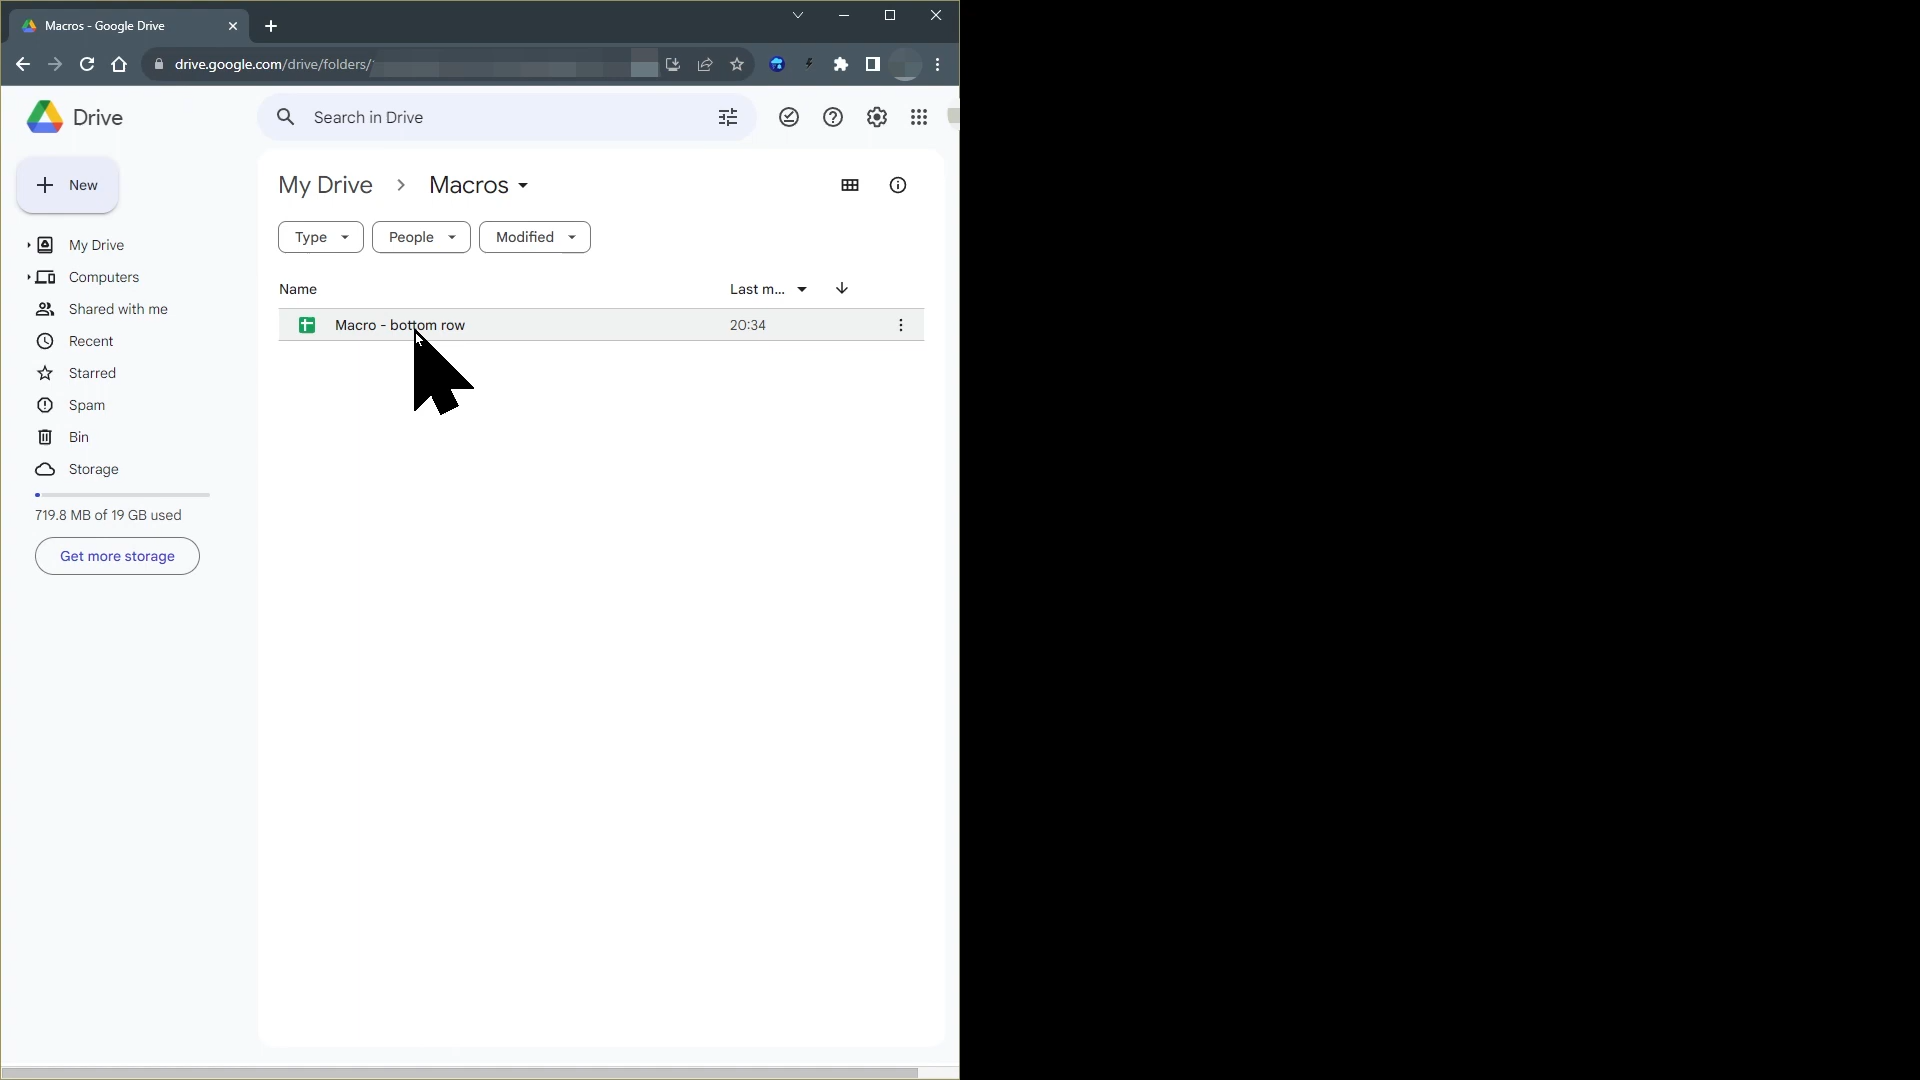 Macros - Google Drive
drive.google.com/drive/folders/
Drive
Search in Drive
New
My Drive
Computers
Shared with me
Recent
Starred
Spam
Bin
Storage
719.8 MB of 19 GB used
Get more storage
My Drive > Macros
Type
People
Modified
Name
Last m...
Macro - bottom row
20:34